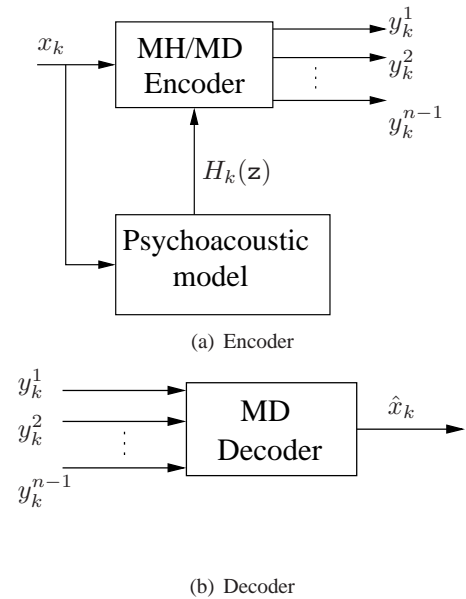 x_k
MH/MD
Encoder
y_k^1
y_k^2
⋮
y_k^{n-1}
H_k(z)
Psychoacoustic
model
(a) Encoder
y_k^1
y_k^2
⋮
y_k^{n-1}
MD
Decoder
x̂_k
(b) Decoder